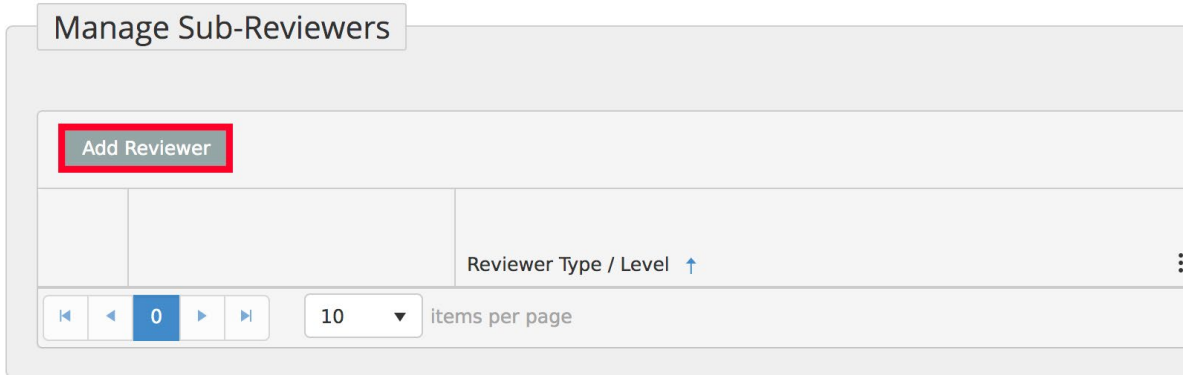 Manage Sub-Reviewers
Add Reviewer
Reviewer Type / Level ↑
0
10 items per page